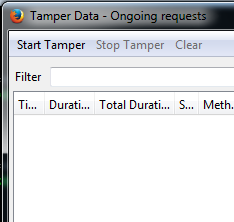 Tamper Data - Ongoing requests
Start Tamper Stop Tamper Clear
Filter
Ti... Durati... Total Durati... S... Meth...